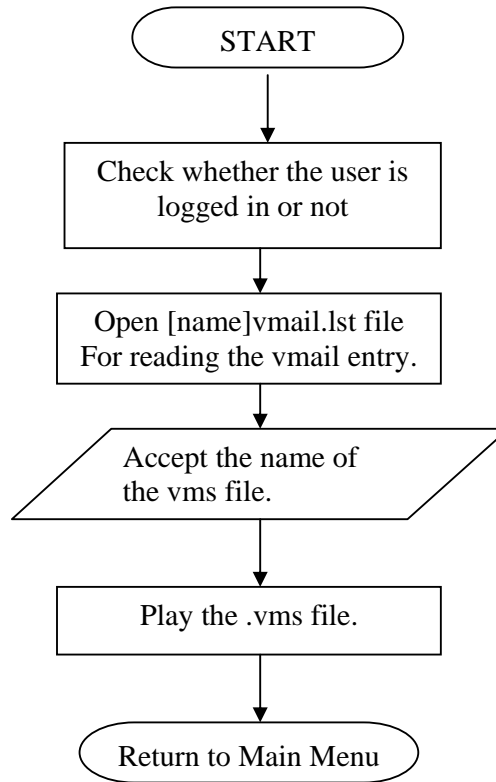 START
Check whether the user is
logged in or not
Open [name]vmail.lst file
For reading the vmail entry.
Accept the name of
the vms file.
Play the .vms file.
Return to Main Menu